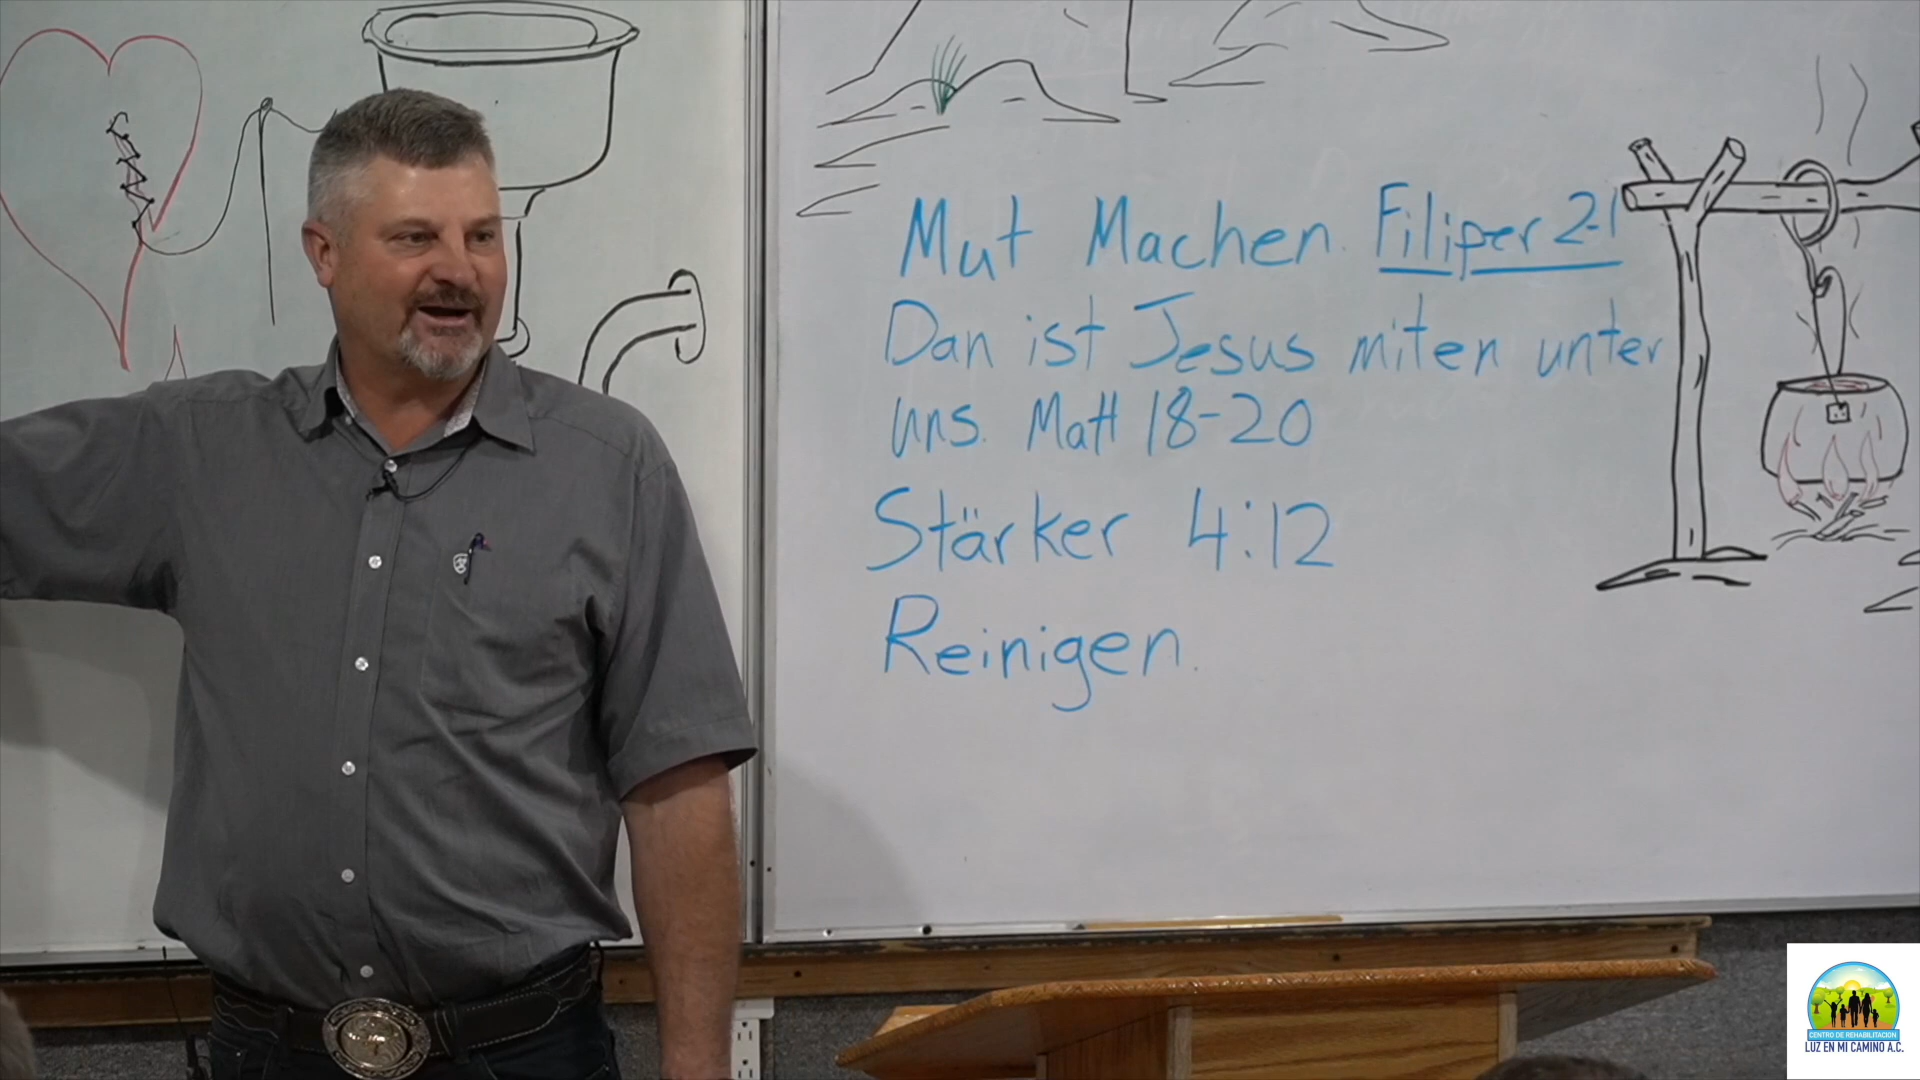 Mut Machen. Filiper 2-1
Dan ist Jesus miten unter
uns. Matt 18-20
Stärker 4:12
Reinigen.
CENTRO DE REHABILITACION
LUZ EN MI CAMINO A.C.